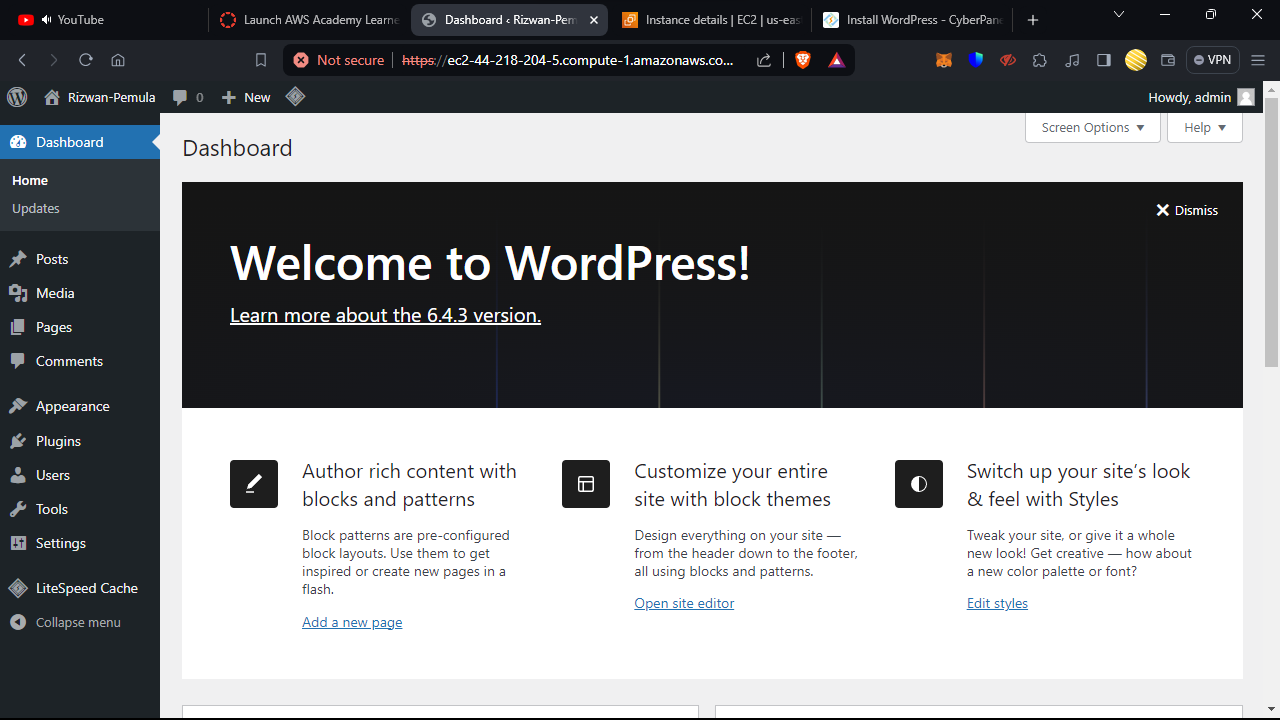 YouTube
Launch AWS Academy Learne
Dashboard ‹ Rizwan-Pem
Instance details | EC2 | us-eas
Install WordPress - CyberPane
Not secure
https://ec2-44-218-204-5.compute-1.amazonaws.co...
VPN
Rizwan-Pemula
0
New
Howdy, admin
Dashboard
Home
Updates
Posts
Media
Pages
Comments
Appearance
Plugins
Users
Tools
Settings
LiteSpeed Cache
Collapse menu
Screen Options
Help
Dashboard
Dismiss
Welcome to WordPress!
Learn more about the 6.4.3 version.
Author rich content with
blocks and patterns
Block patterns are pre-configured
block layouts. Use them to get
inspired or create new pages in a
flash.
Add a new page
Customize your entire
site with block themes
Design everything on your site —
from the header down to the footer,
all using blocks and patterns.
Open site editor
Switch up your site’s look
& feel with Styles
Tweak your site, or give it a whole
new look! Get creative — how about
a new color palette or font?
Edit styles